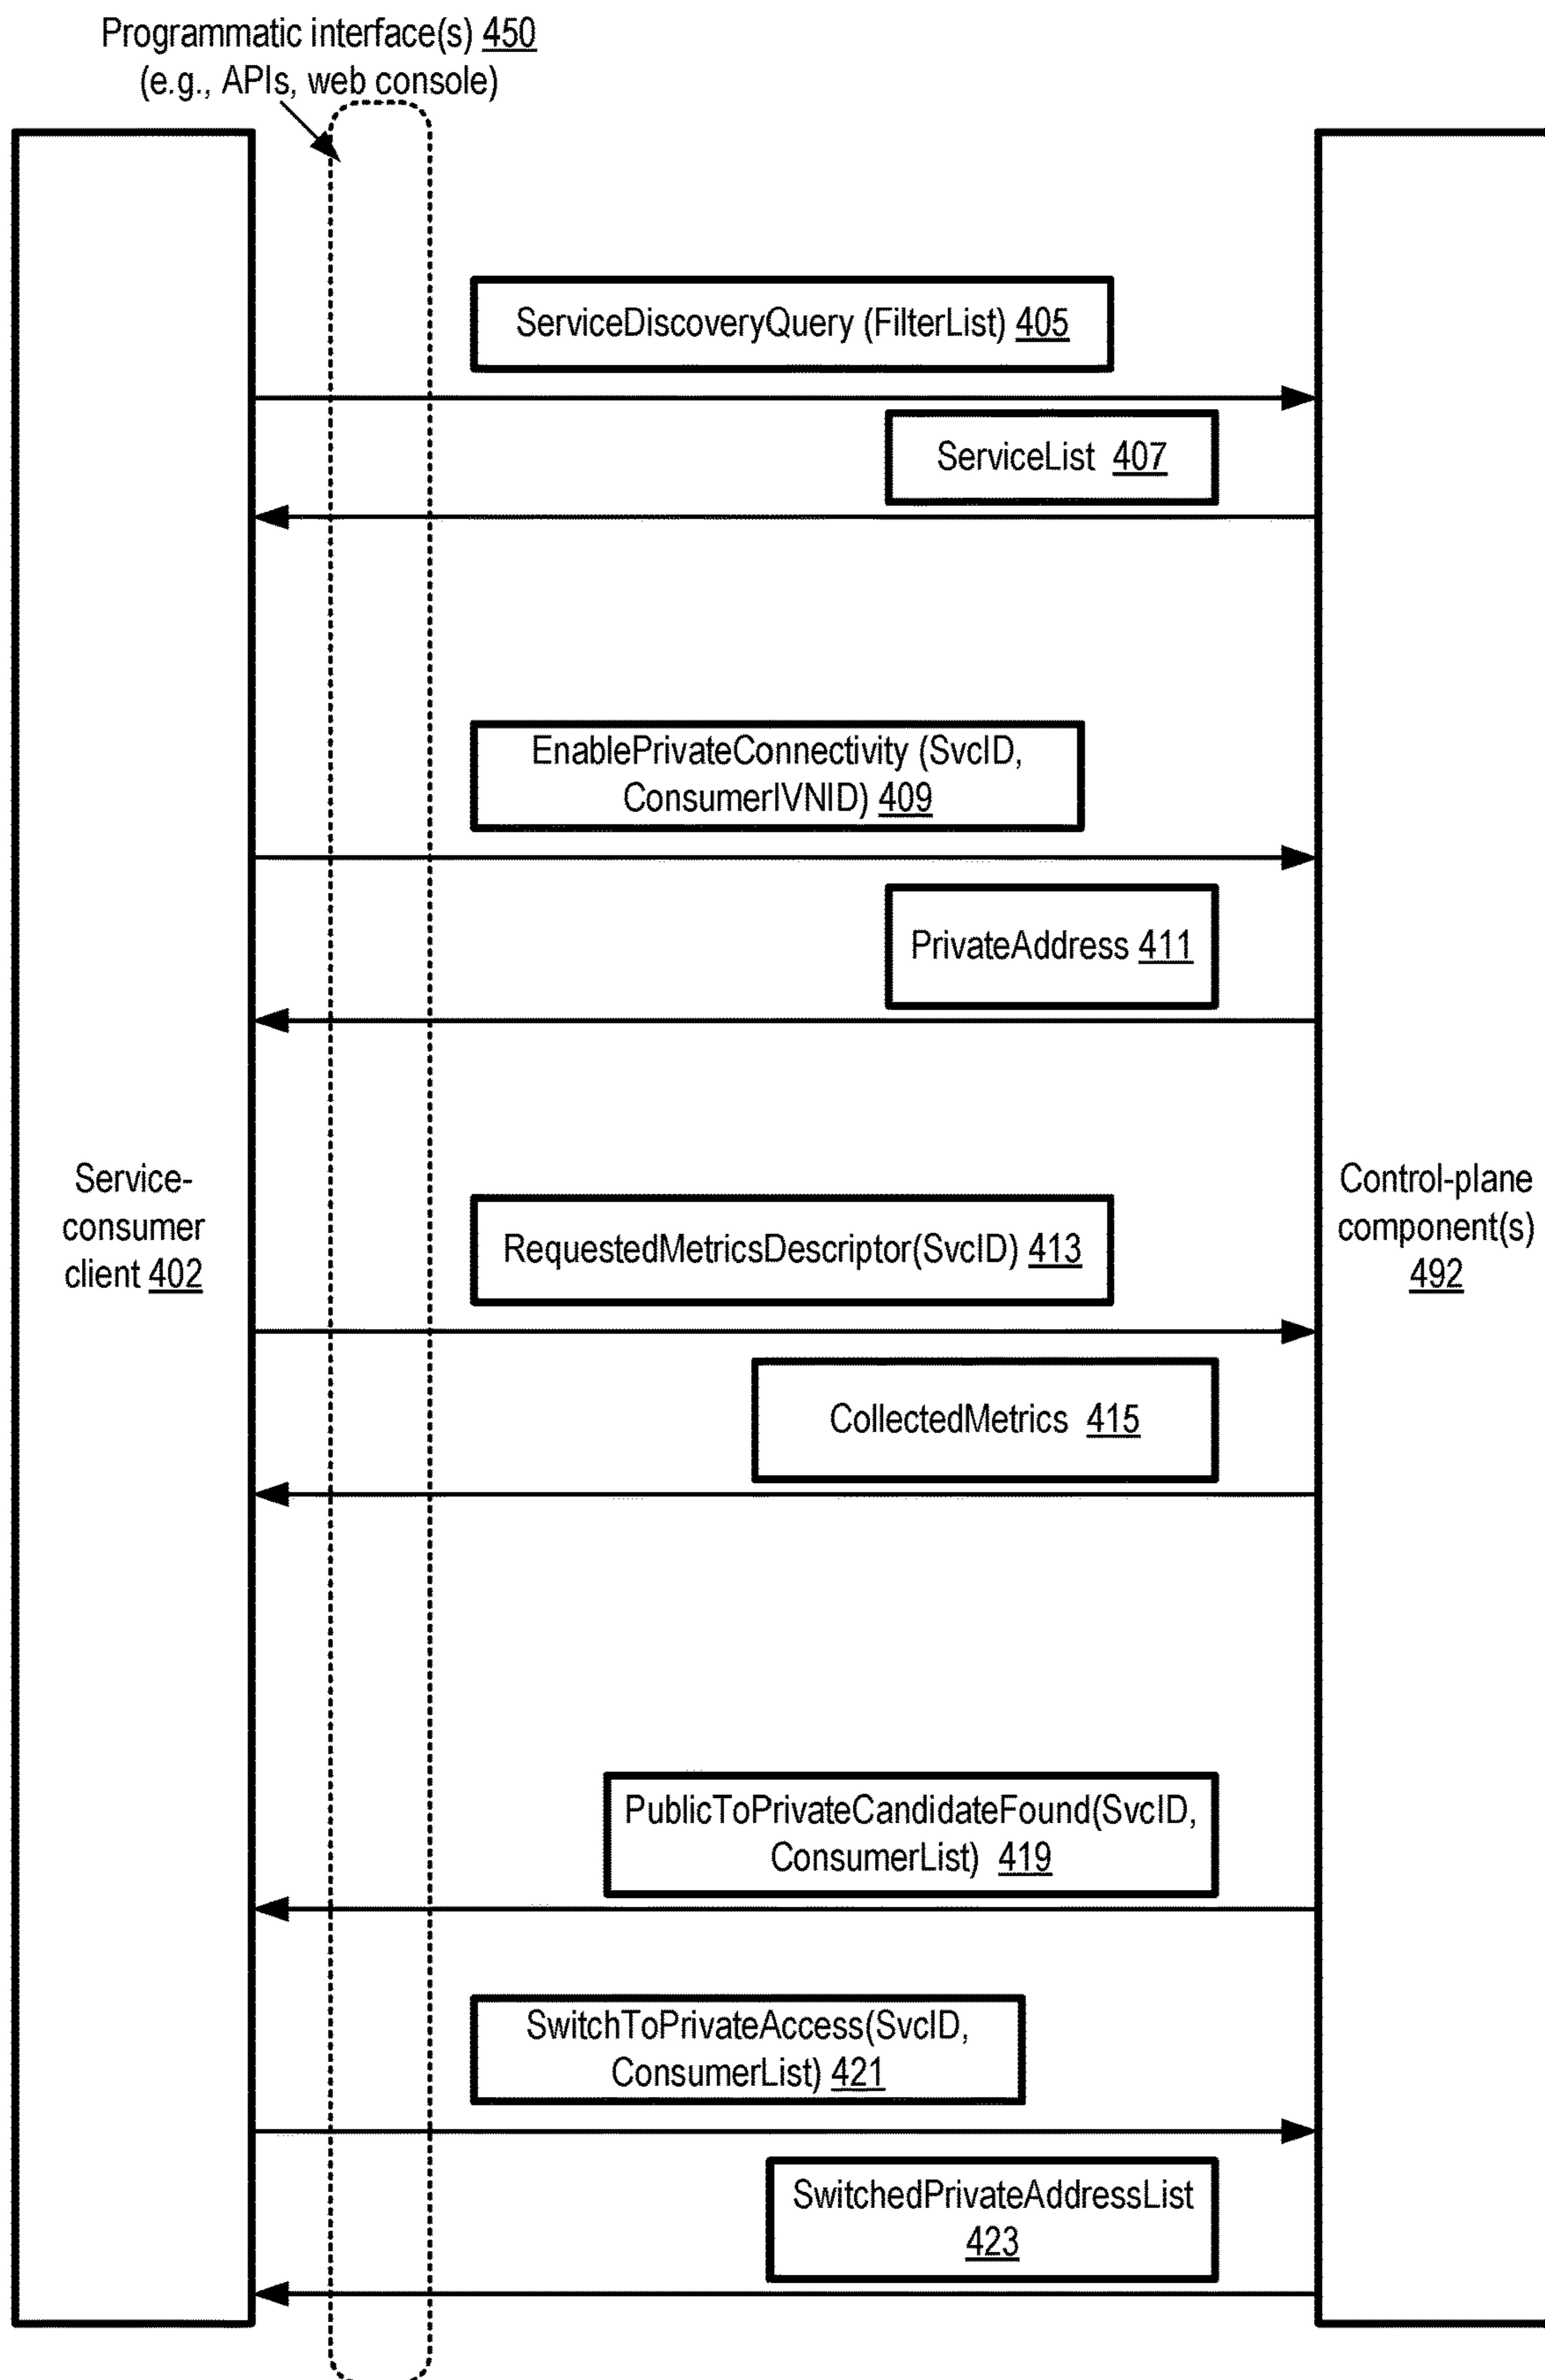 Programmatic interface(s) 450
(e.g., APIs, web console)
ServiceDiscoveryQuery (FilterList) 405
ServiceList 407
EnablePrivateConnectivity (SvcID,
ConsumerIVNID) 409
PrivateAddress 411
Service-
consumer
client 402
Control-plane
component(s)
492
RequestedMetricsDescriptor(SvcID) 413
CollectedMetrics 415
PublicToPrivateCandidateFound(SvcID,
ConsumerList) 419
SwitchToPrivateAccess(SvcID,
ConsumerList) 421
SwitchedPrivateAddressList
423